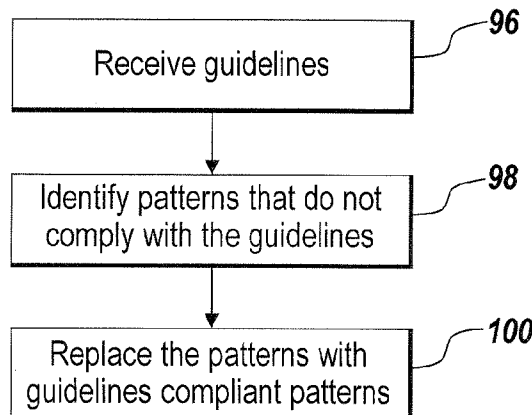 Receive guidelines
96
Identify patterns that do not
comply with the guidelines
98
Replace the patterns with
guidelines compliant patterns
100